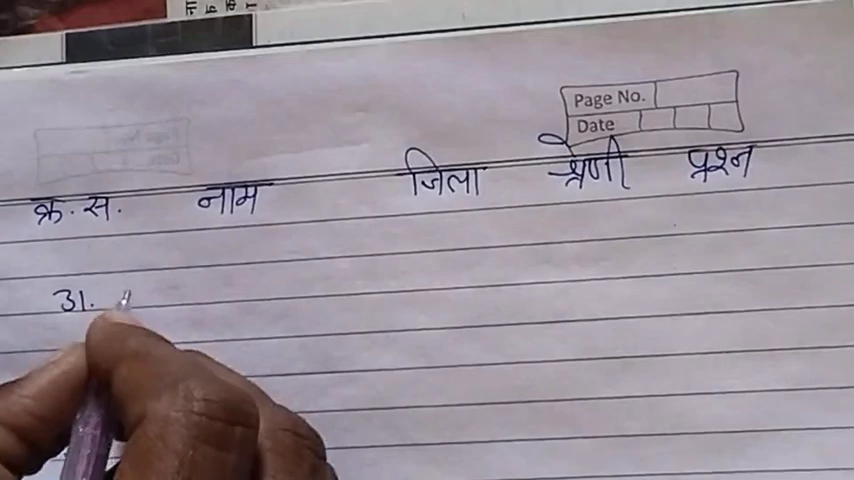 Page No.
Date
क्र. स. नाम जिला श्रेणी प्रश्न
31.